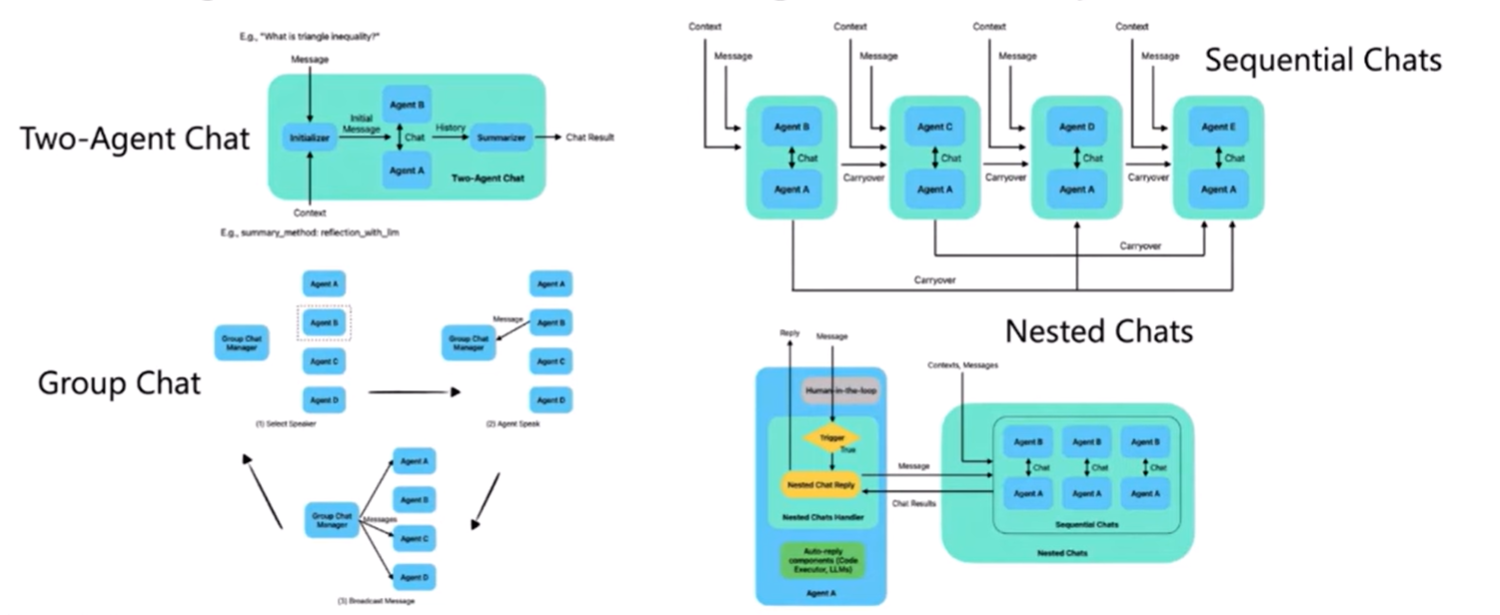 Two-Agent Chat
E.g., "What is triangle inequality?"
Message
Initializer
Initial
Message
Agent B
Chat
Agent A
History
Summarizer
Chat Result
Two-Agent Chat
Context
E.g., summary_method: reflection_with_llm
Sequential Chats
Context
Message
Context
Message
Context
Message
Context
Message
Agent B
Chat
Agent A
Carryover
Agent C
Chat
Agent A
Carryover
Agent D
Chat
Agent A
Carryover
Agent E
Chat
Agent A
Carryover
Carryover
Group Chat
Group Chat
Manager
Agent A
Agent B
Agent C
Agent D
(1) Select Speaker
Group Chat
Manager
Message
Agent A
Agent B
Agent C
Agent D
(2) Agent Speak
Group Chat
Manager
Messages
Agent A
Agent B
Agent C
Agent D
(3) Broadcast Message
Nested Chats
Reply
Message
Human-in-the-loop
Trigger
True
Nested Chat Reply
Nested Chats Handler
Auto-reply
components (Code
Executor, LLMs)
Agent A
Message
Chat Results
Contexts, Messages
Agent B
Chat
Agent A
Agent B
Chat
Agent A
Agent B
Chat
Agent A
Sequential Chats
Nested Chats